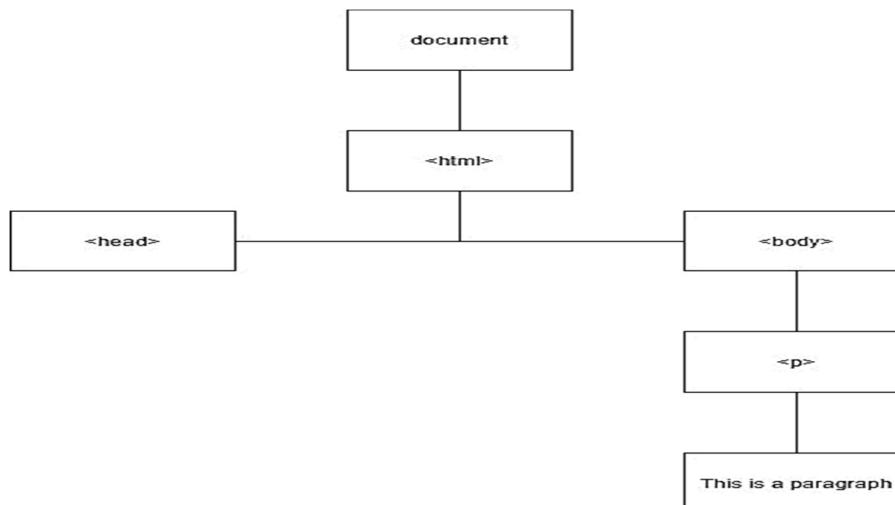 document
<html>
<head>
<body>
<p>
This is a paragraph